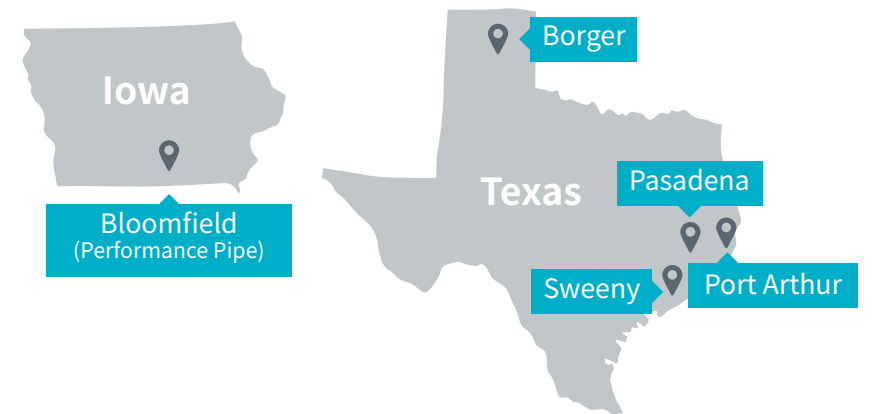 Iowa
Bloomfield
(Performance Pipe)
Borger
Texas
Pasadena
Sweeny
Port Arthur